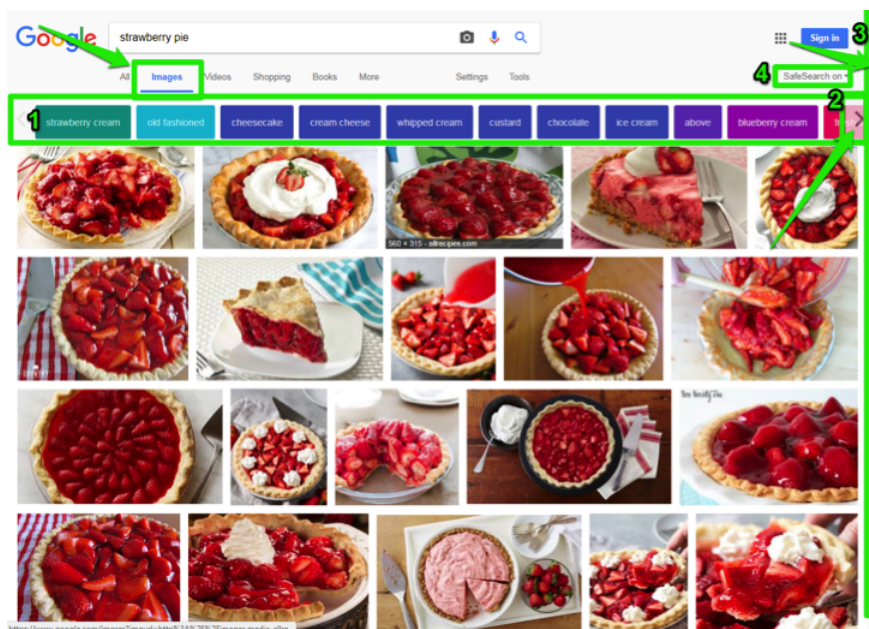 Google strawberry pie Sign in 3
All Images Videos Shopping Books More Settings Tools 4 SafeSearch on
1 strawberry cream old fashioned cheesecake cream cheese whipped cream custard chocolate ice cream above blueberry cream 2
560 × 315 - allrecipes.com